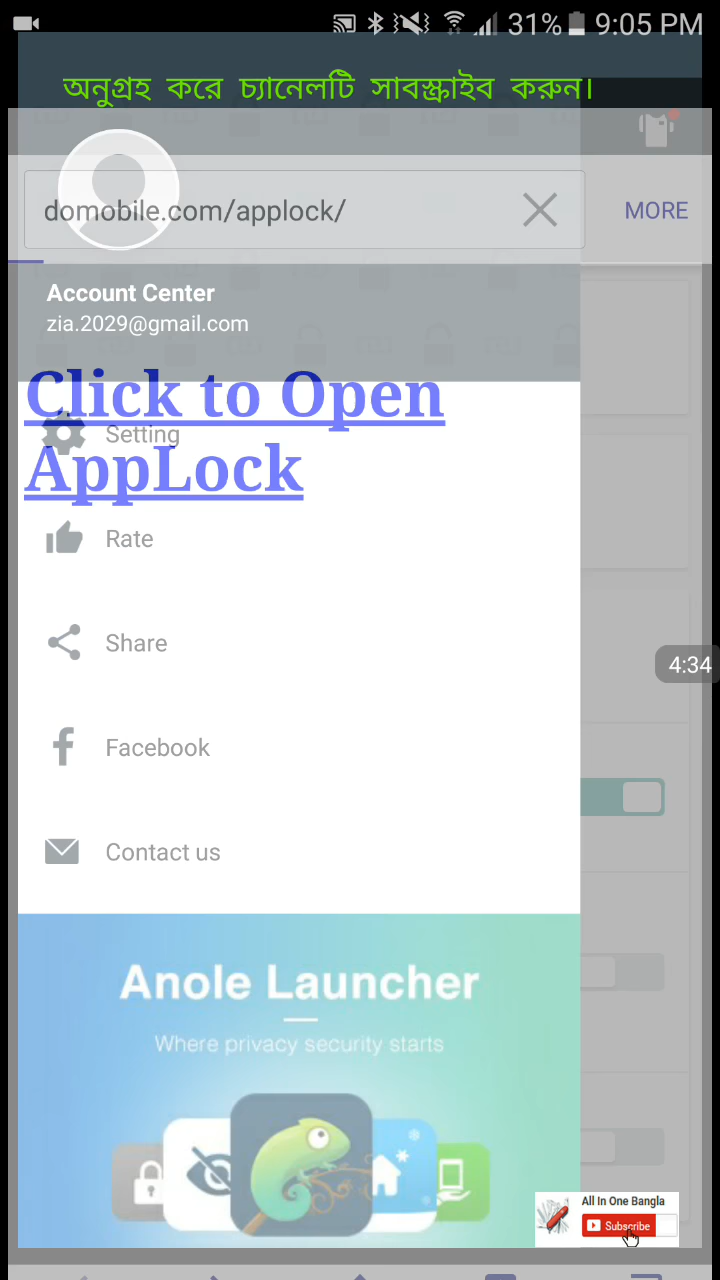 31% 9:05 PM
অনুগ্রহ করে চ্যানেলটি সাবস্ক্রাইব করুন।
domobile.com/applock/
MORE
Account Center
zia.2029@gmail.com
Click to Open
Setting
AppLock
Rate
Share
4:34
Facebook
Contact us
Anole Launcher
Where privacy security starts
All In One Bangla
Subscribe